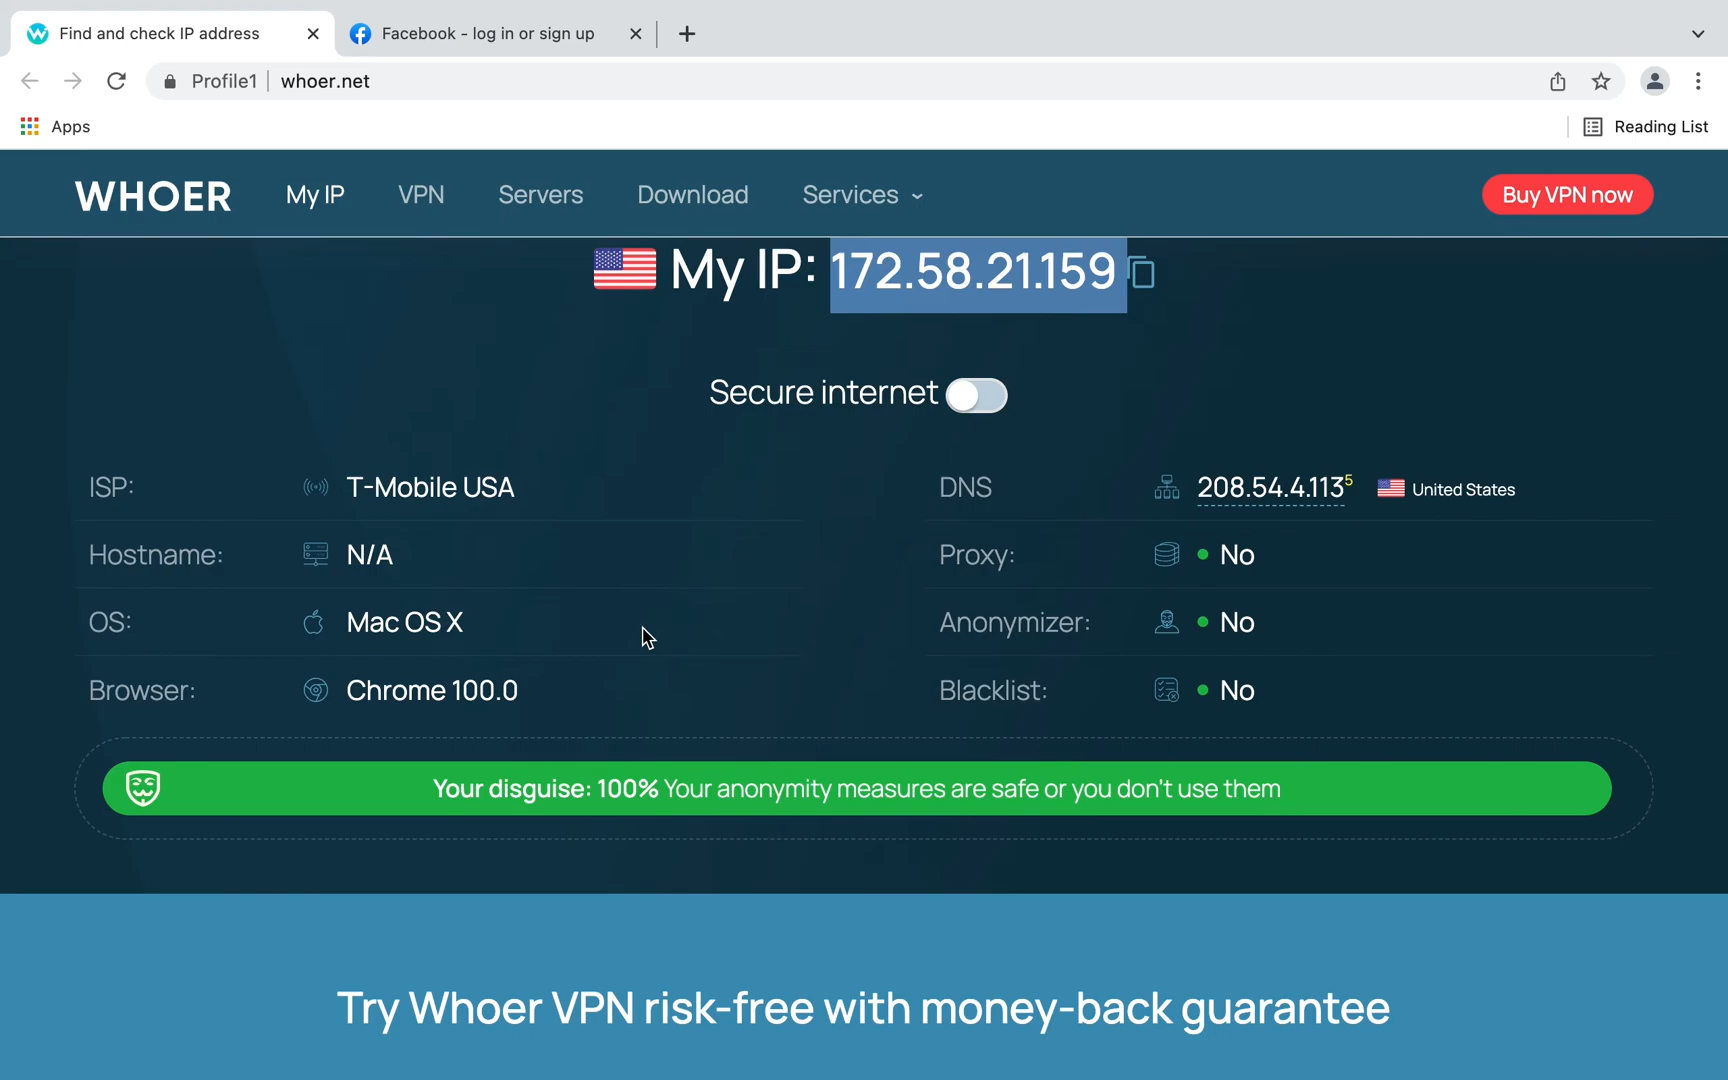 Find and check IP address
Facebook - log in or sign up
Profile1 whoer.net
Apps
Reading List
WHOER My IP VPN Servers Download Services Buy VPN now
My IP: 172.58.21.159
Secure internet
ISP: T-Mobile USA
DNS 208.54.4.113 5 United States
Hostname: N/A
Proxy: No
OS: Mac OS X
Anonymizer: No
Browser: Chrome 100.0
Blacklist: No
Your disguise: 100% Your anonymity measures are safe or you don't use them
Try Whoer VPN risk-free with money-back guarantee